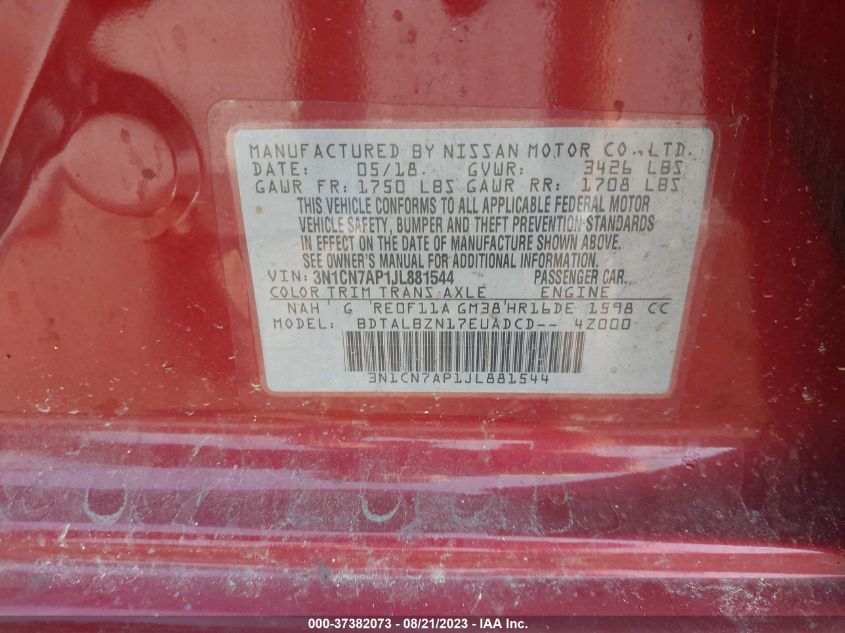 MANUFACTURED BY NISSAN MOTOR CO.,LTD.
DATE: 05/18 GVWR: 3426 LBS
GAWR FR: 1750 LBS GAWR RR: 1708 LBS
THIS VEHICLE CONFORMS TO ALL APPLICABLE FEDERAL MOTOR
VEHICLE SAFETY, BUMPER AND THEFT PREVENTION STANDARDS
IN EFFECT ON THE DATE OF MANUFACTURE SHOWN ABOVE.
SEE OWNER'S MANUAL FOR ADDITIONAL INFORMATION.
VIN: 3N1CN7AP1JL881544 PASSENGER CAR
COLOR TRIM TRANS AXLE ENGINE
NAH G RE0F11A GM38 HR16DE 1598 CC
MODEL: BDTALBZN17EUADCD-- 4Z000
3N1CN7AP1JL881544
000-37382073 - 08/21/2023 - IAA Inc.